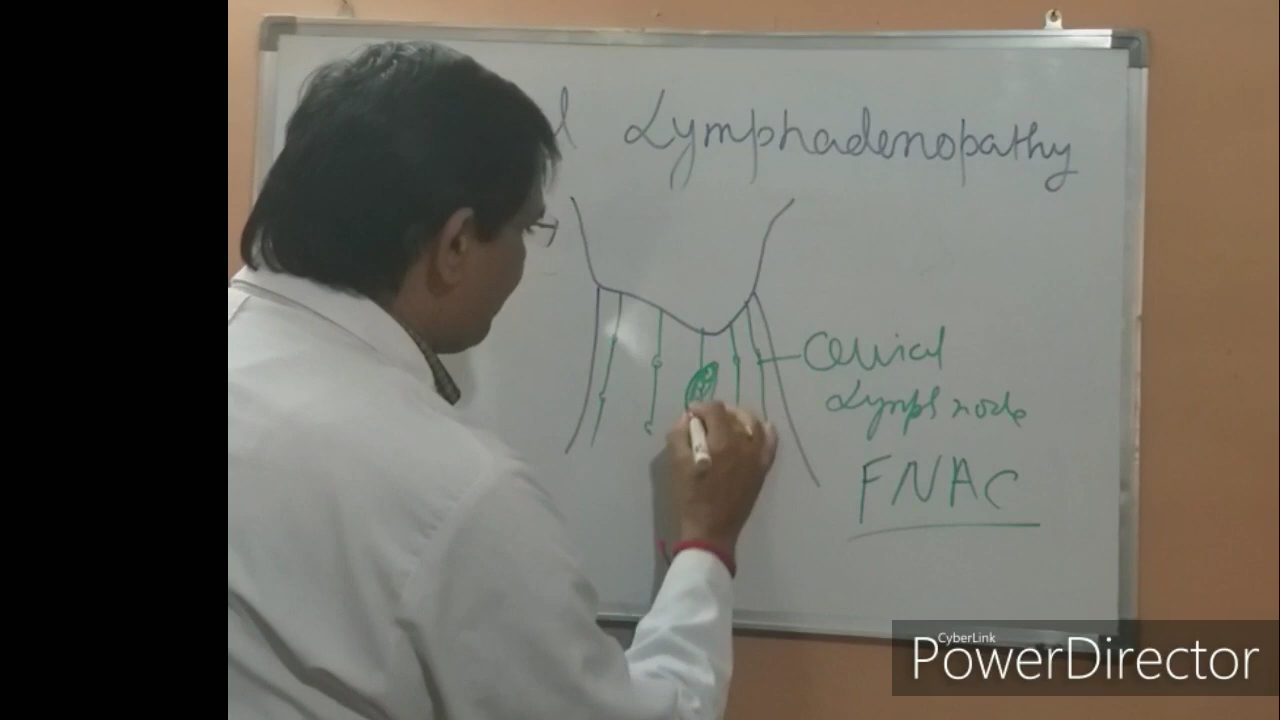 l Lymphadenopathy
Cervical
Lymph node
FNAC
CyberLink
PowerDirector